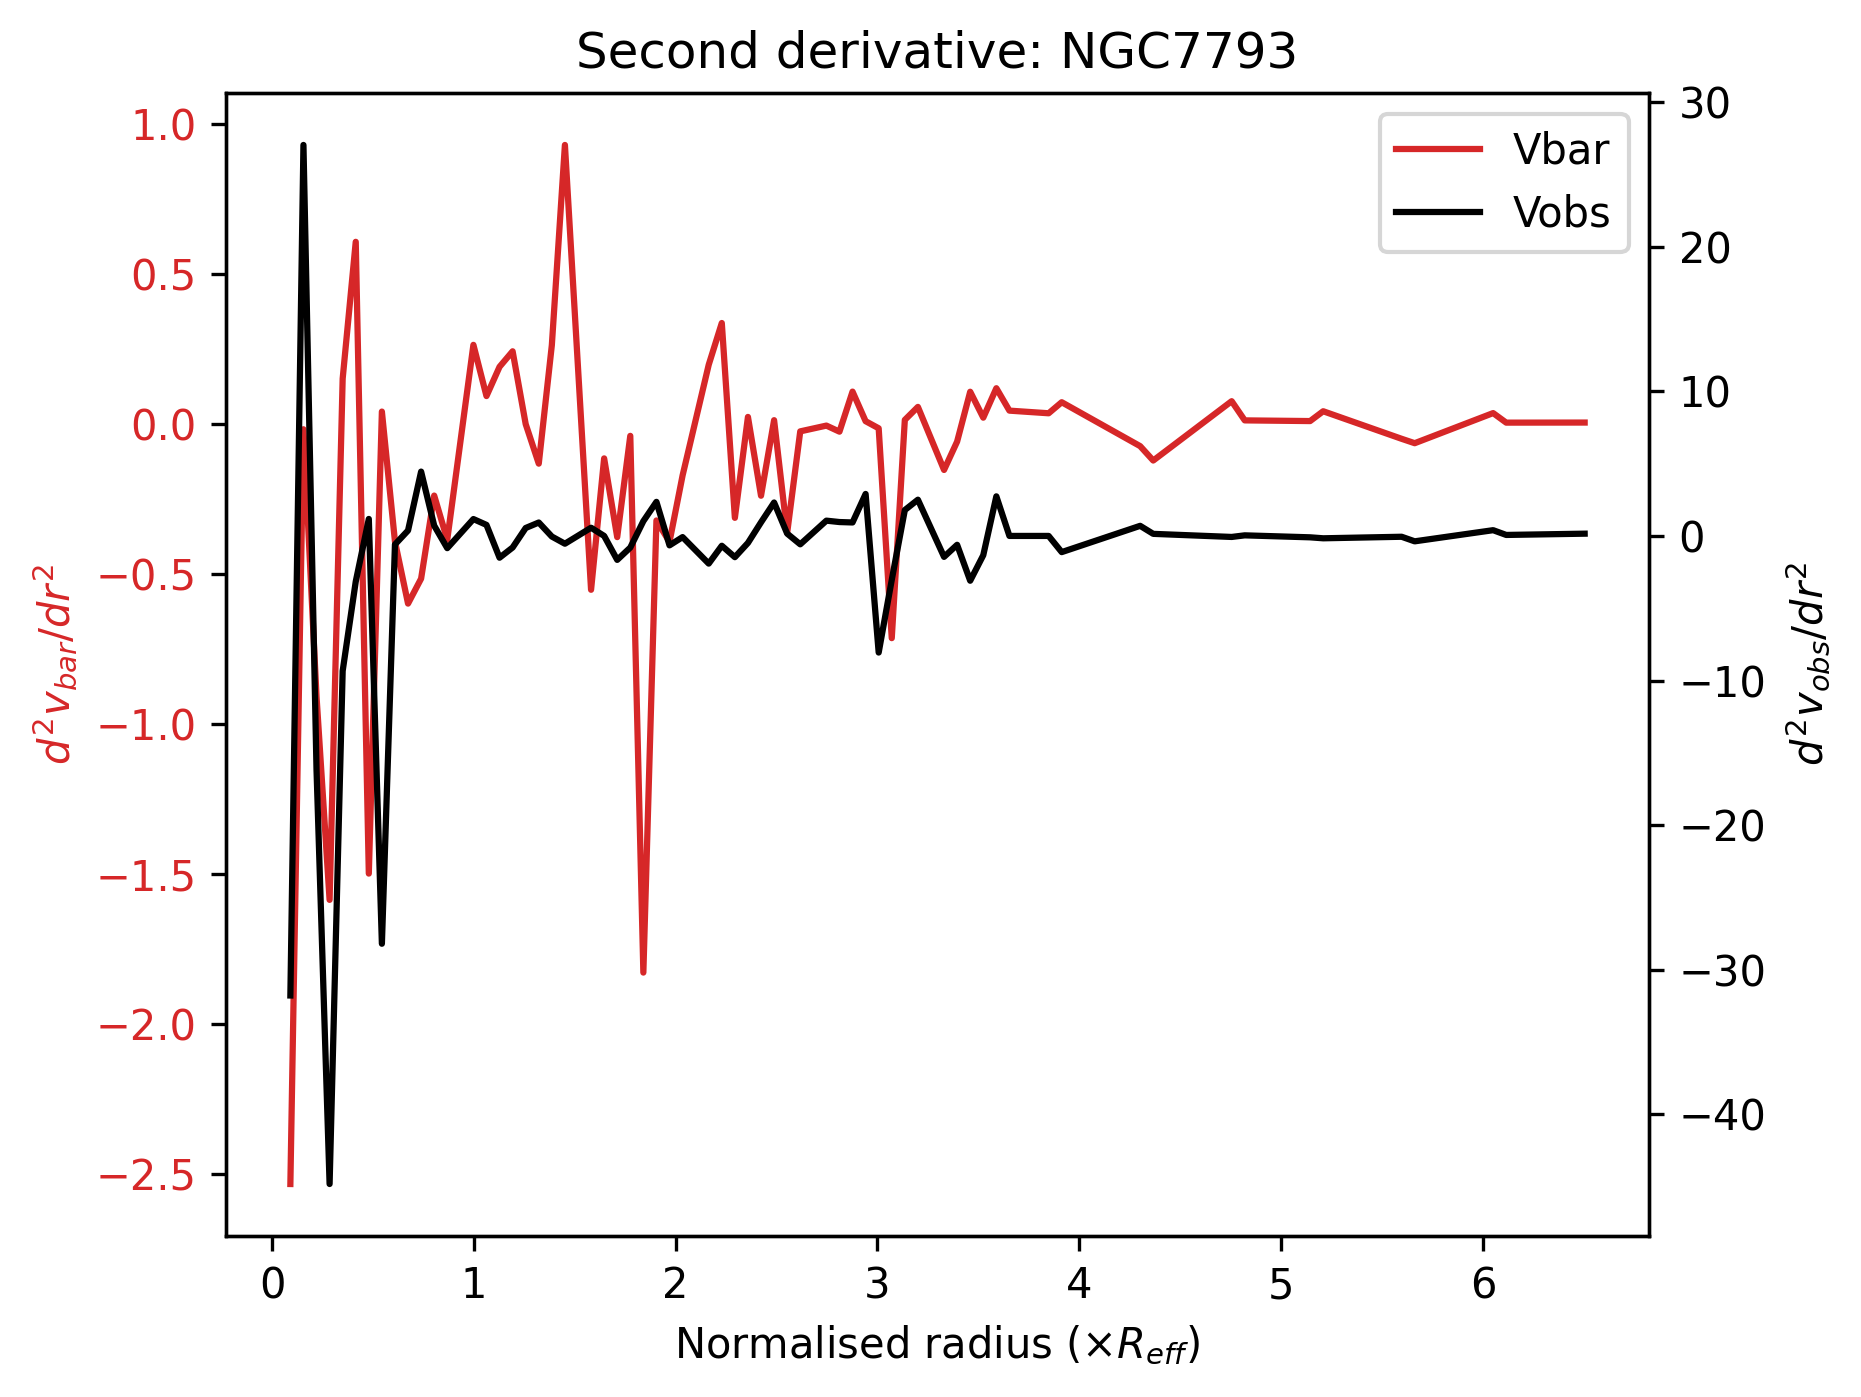 Second derivative: NGC7793
Vbar
Vobs
1.0
0.5
0.0
−0.5
−1.0
−1.5
−2.0
−2.5
d²v_bar/dr²
30
20
10
0
−10
−20
−30
−40
d²v_obs/dr²
0 1 2 3 4 5 6
Normalised radius (×R_eff)